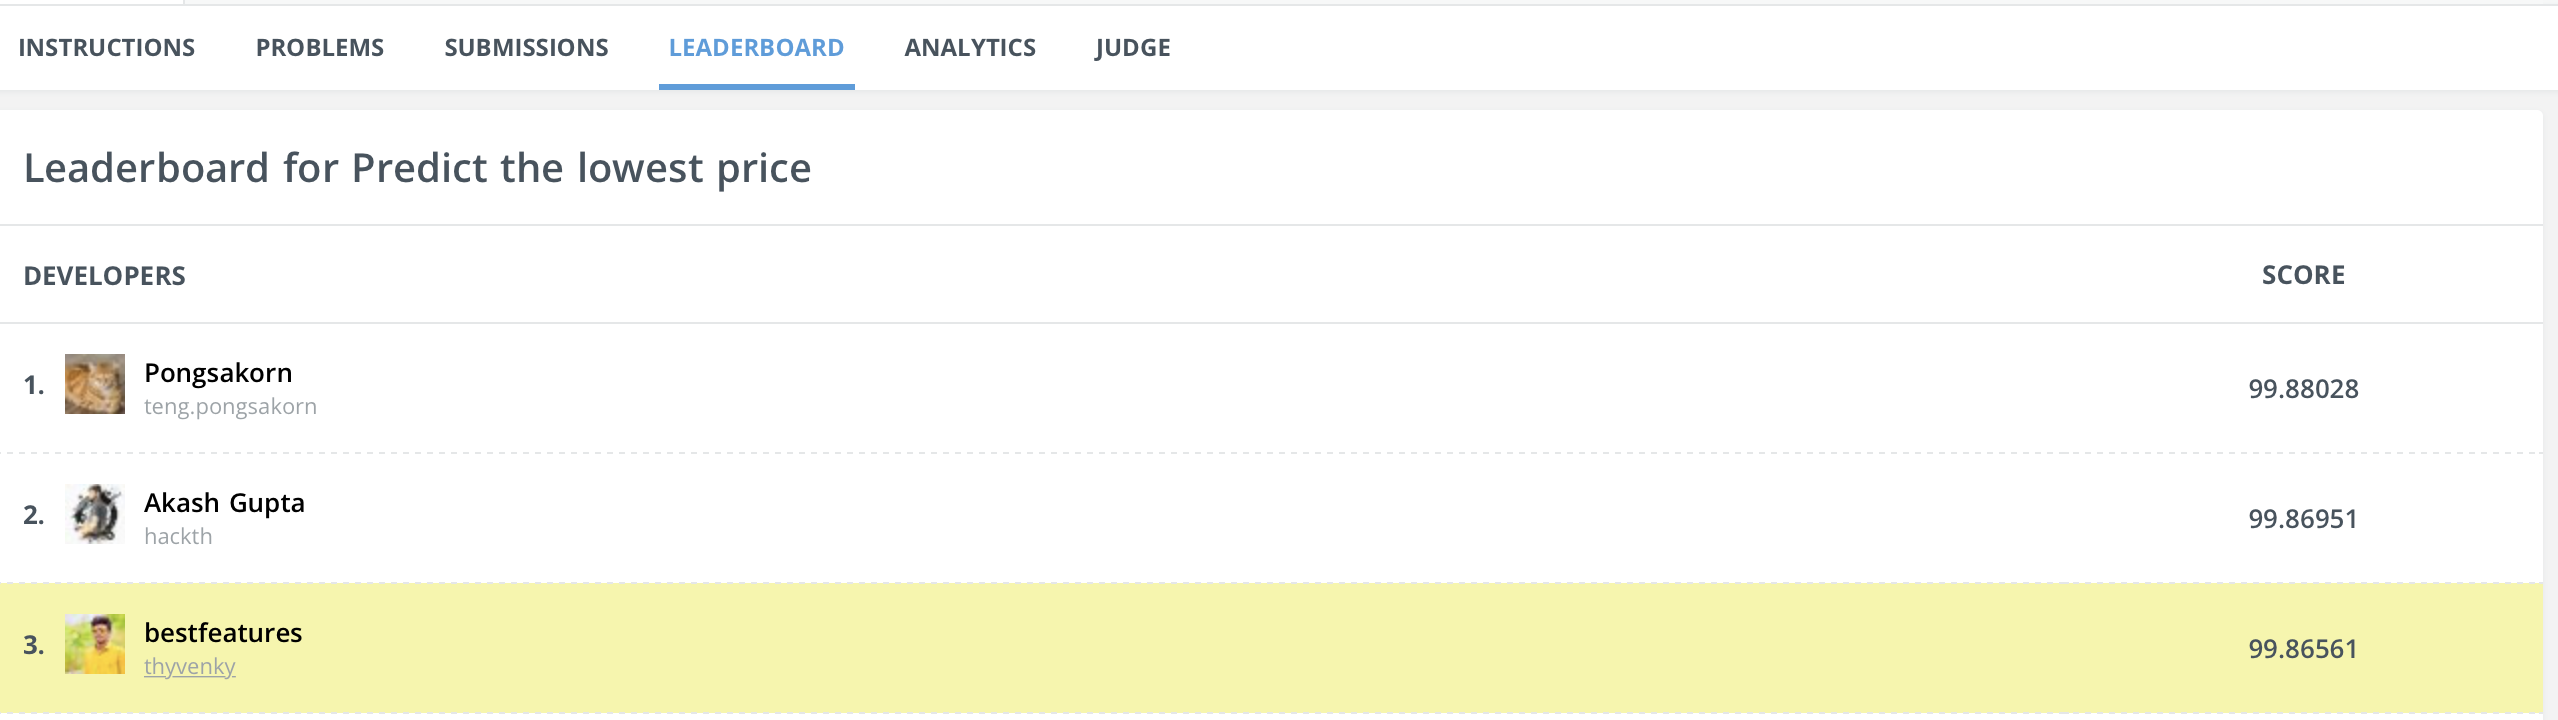 INSTRUCTIONS PROBLEMS SUBMISSIONS LEADERBOARD ANALYTICS JUDGE
Leaderboard for Predict the lowest price
DEVELOPERS SCORE
1. Pongsakorn 99.88028
teng.pongsakorn
2. Akash Gupta 99.86951
hackth
3. bestfeatures 99.86561
thyvenky